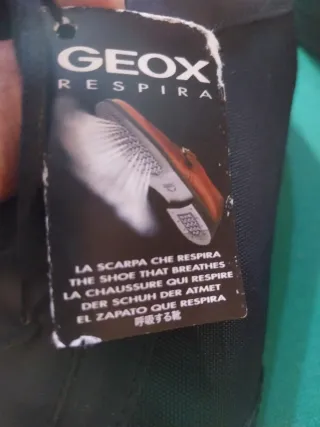 GEOX
RESPIRA
LA SCARPA CHE RESPIRA
THE SHOE THAT BREATHES
LA CHAUSSURE QUI RESPIRE
DER SCHUH DER ATMET
EL ZAPATO QUE RESPIRA
呼吸する靴